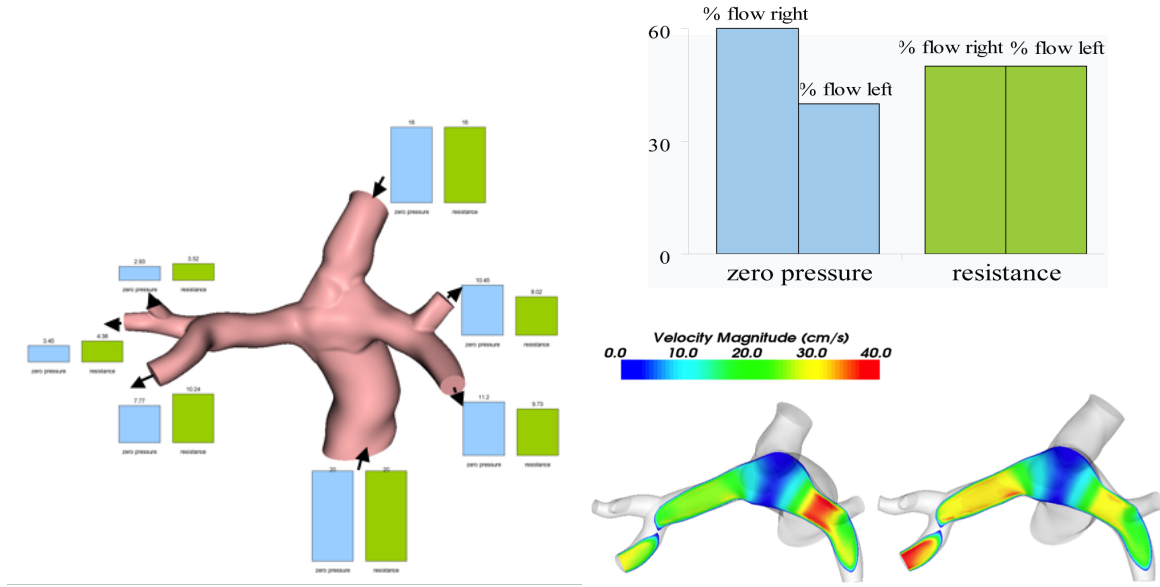 16 16
zero pressure resistance
2.93 3.52
zero pressure resistance
3.45 4.38
zero pressure resistance
7.77 10.24
zero pressure resistance
10.45 8.02
zero pressure resistance
11.2 9.73
zero pressure resistance
20 20
zero pressure resistance
% flow right
60
% flow right % flow left
% flow left
30
0
zero pressure resistance
Velocity Magnitude (cm/s)
0.0 10.0 20.0 30.0 40.0